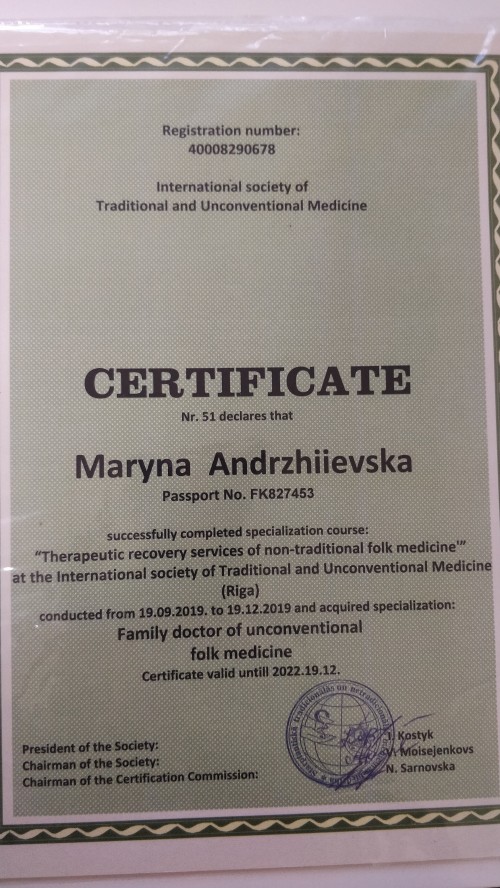 Registration number:
40008290678
International society of
Traditional and Unconventional Medicine
CERTIFICATE
Nr. 51 declares that
Maryna Andrzhiievska
Passport No. FK827453
successfully completed specialization course:
“Therapeutic recovery services of non-traditional folk medicine'”
at the International society of Traditional and Unconventional Medicine
(Riga)
conducted from 19.09.2019. to 19.12.2019 and acquired specialization:
Family doctor of unconventional
folk medicine
Certificate valid untill 2022.19.12.
President of the Society:
Chairman of the Society:
Chairman of the Certification Commission:
Kostyk
V. Moisejenkovs
N. Sarnovska
tradicionālās un netradicionālās